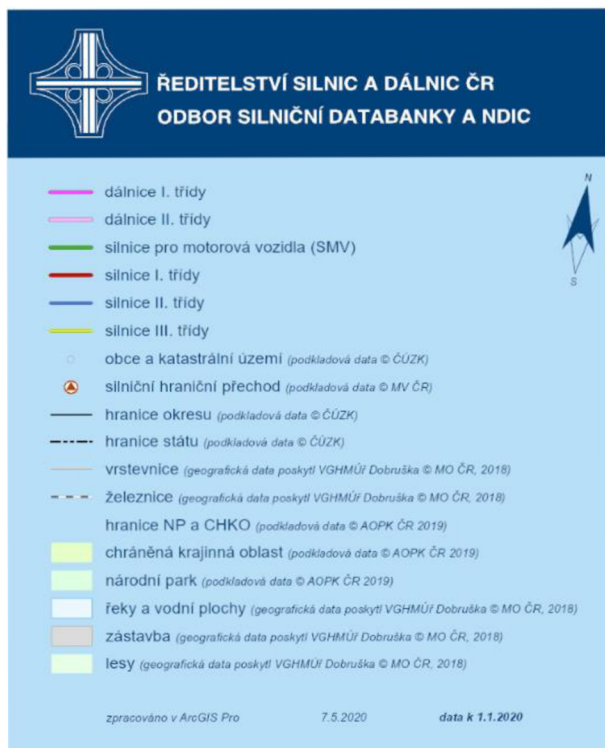 ŘEDITELSTVÍ SILNIC A DÁLNIC ČR
ODBOR SILNIČNÍ DATABANKY A NDIC
N
S
dálnice I. třídy
dálnice II. třídy
silnice pro motorová vozidla (SMV)
silnice I. třídy
silnice II. třídy
silnice III. třídy
obce a katastrální území (podkladová data © ČÚZK)
silniční hraniční přechod (podkladová data © MV ČR)
hranice okresu (podkladová data © ČÚZK)
hranice státu (podkladová data © ČÚZK)
vrstevnice (geografická data poskytl VGHMÚř Dobruška © MO ČR, 2018)
železnice (geografická data poskytl VGHMÚř Dobruška © MO ČR, 2018)
hranice NP a CHKO (podkladová data © AOPK ČR 2019)
chráněná krajinná oblast (podkladová data © AOPK ČR 2019)
národní park (podkladová data © AOPK ČR 2019)
řeky a vodní plochy (geografická data poskytl VGHMÚř Dobruška © MO ČR, 2018)
zástavba (geografická data poskytl VGHMÚř Dobruška © MO ČR, 2018)
lesy (geografická data poskytl VGHMÚř Dobruška © MO ČR, 2018)
zpracováno v ArcGIS Pro 7.5.2020 data k 1.1.2020